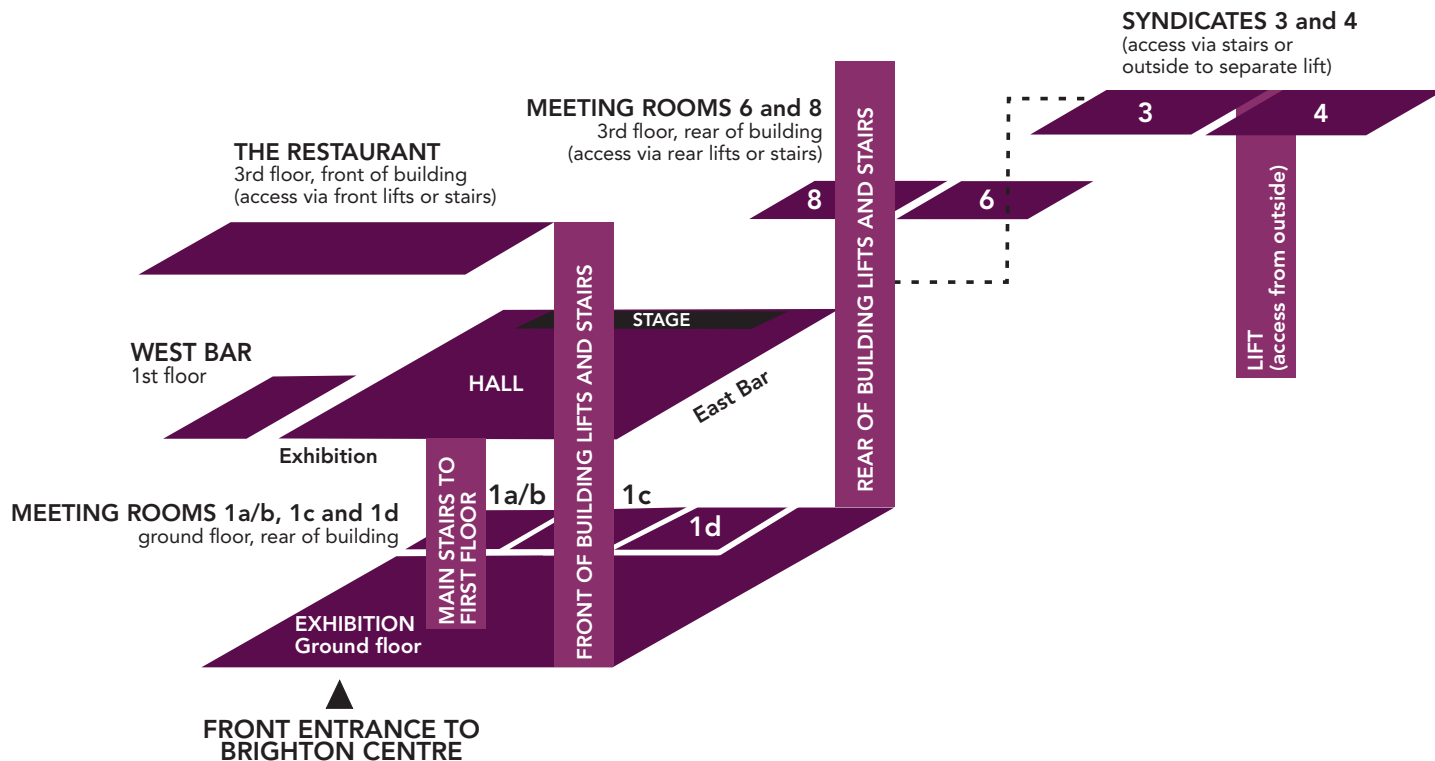 SYNDICATES 3 and 4
(access via stairs or
outside to separate lift)
3
4
LIFT
(access from outside)
MEETING ROOMS 6 and 8
3rd floor, rear of building
(access via rear lifts or stairs)
8
6
REAR OF BUILDING LIFTS AND STAIRS
THE RESTAURANT
3rd floor, front of building
(access via front lifts or stairs)
FRONT OF BUILDING LIFTS AND STAIRS
STAGE
WEST BAR
1st floor
HALL
East Bar
Exhibition
MAIN STAIRS TO
FIRST FLOOR
1a/b
1c
1d
MEETING ROOMS 1a/b, 1c and 1d
ground floor, rear of building
EXHIBITION
Ground floor
FRONT ENTRANCE TO
BRIGHTON CENTRE